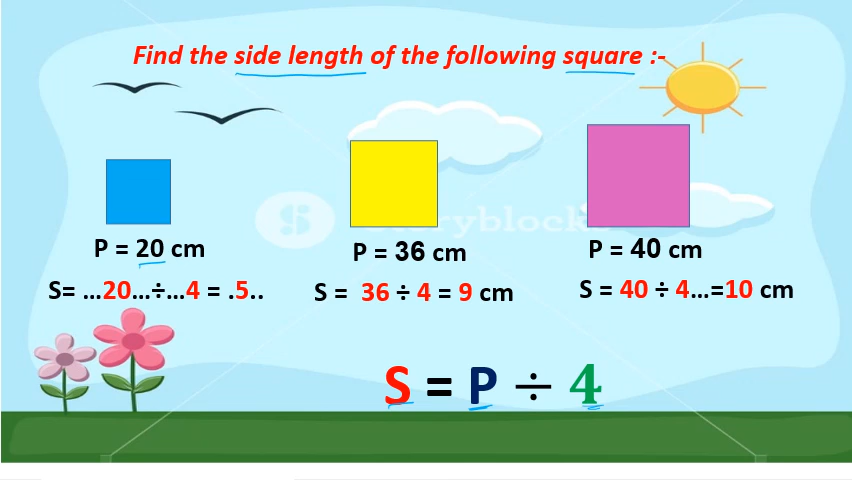 Find the side length of the following square :-
Storyblocks
P = 20 cm
P = 36 cm
P = 40 cm
S= ...20...÷...4 = .5..
S = 36 ÷ 4 = 9 cm
S = 40 ÷ 4...=10 cm
S = P ÷ 4